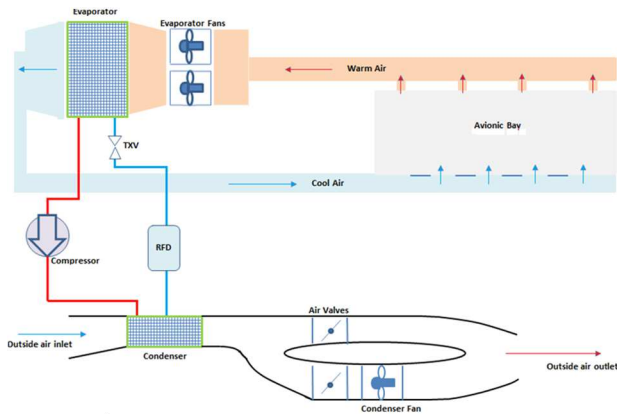 Evaporator
Evaporator Fans
Warm Air
Avionic Bay
TXV
Cool Air
RFD
Compressor
Air Valves
Outside air inlet
Condenser
Outside air outlet
Condenser Fan